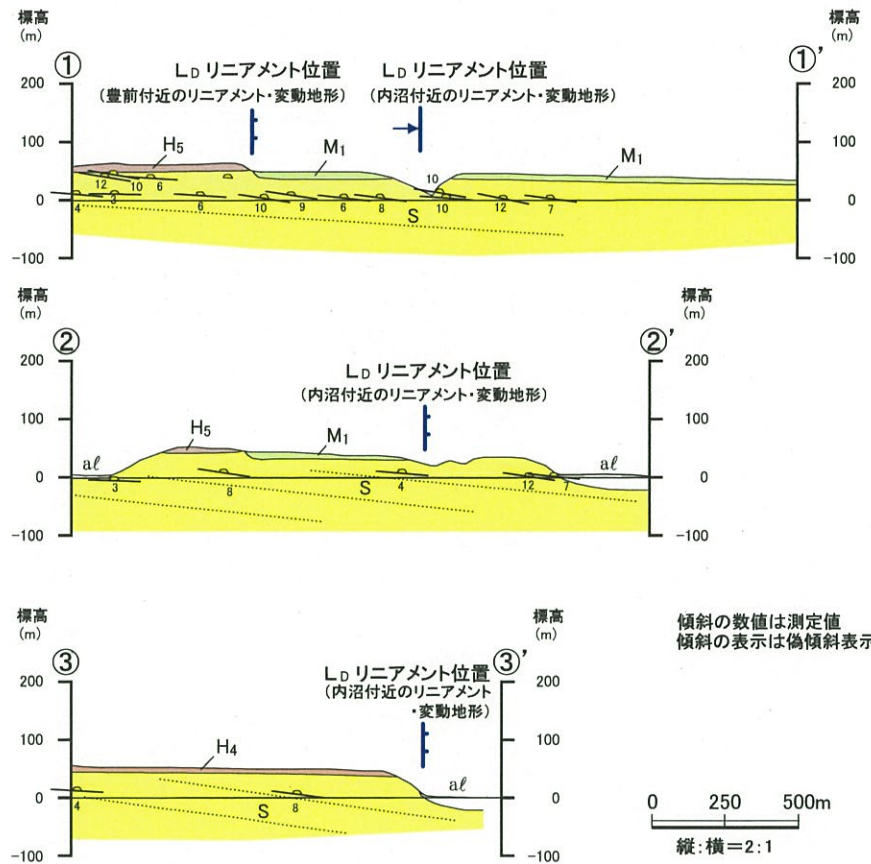 標高
(m)
標高
(m)
① ①'
LD リニアメント位置
(豊前付近のリニアメント・変動地形)
LD リニアメント位置
(内沼付近のリニアメント・変動地形)
200 200
100 100
0 0
-100 -100
H5 M1 M1
12 10 6 10
4 3 6 10 9 6 8 10 12 7
S
標高
(m)
標高
(m)
② ②'
LD リニアメント位置
(内沼付近のリニアメント・変動地形)
200 200
100 100
0 0
-100 -100
H5 M1
aℓ aℓ
3 8 S 4 12 7
標高
(m)
標高
(m)
③ ③'
LD リニアメント位置
(内沼付近のリニアメント
・変動地形)
200 200
100 100
0 0
-100 -100
H4
aℓ
4 S 8
傾斜の数値は測定値
傾斜の表示は偽傾斜表示
0 250 500m
縦:横=2:1